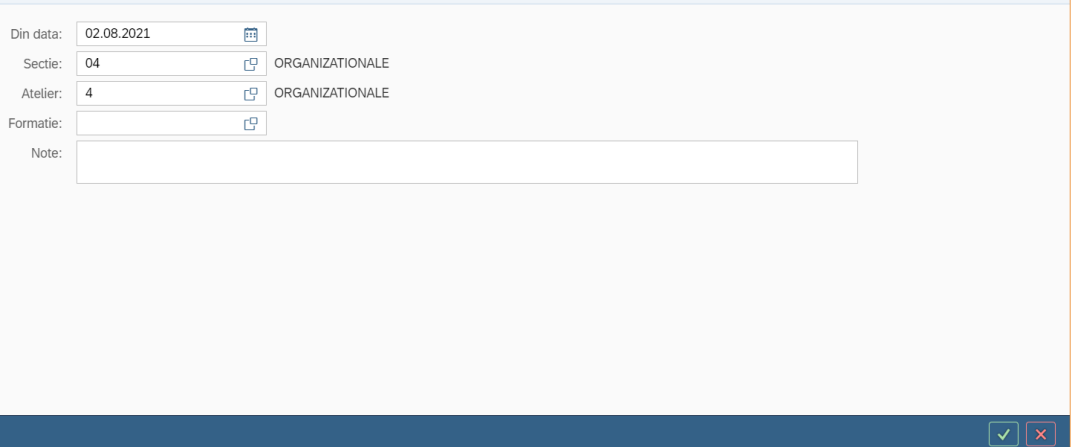 Din data: 02.08.2021
Sectie: 04 ORGANIZATIONALE
Atelier: 4 ORGANIZATIONALE
Formatie:
Note: